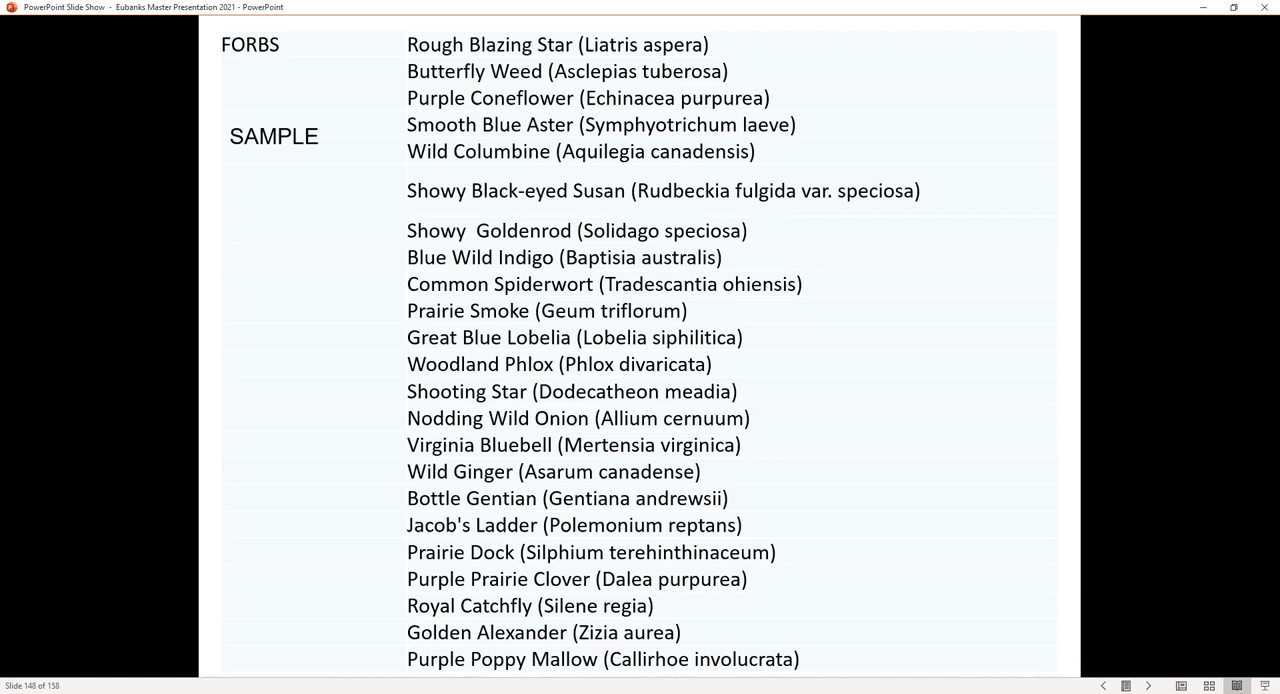 PowerPoint Slide Show - Eubanks Master Presentation 2021 - PowerPoint
FORBS
Rough Blazing Star (Liatris aspera)
Butterfly Weed (Asclepias tuberosa)
Purple Coneflower (Echinacea purpurea)
Smooth Blue Aster (Symphyotrichum laeve)
SAMPLE
Wild Columbine (Aquilegia canadensis)
Showy Black-eyed Susan (Rudbeckia fulgida var. speciosa)
Showy  Goldenrod (Solidago speciosa)
Blue Wild Indigo (Baptisia australis)
Common Spiderwort (Tradescantia ohiensis)
Prairie Smoke (Geum triflorum)
Great Blue Lobelia (Lobelia siphilitica)
Woodland Phlox (Phlox divaricata)
Shooting Star (Dodecatheon meadia)
Nodding Wild Onion (Allium cernuum)
Virginia Bluebell (Mertensia virginica)
Wild Ginger (Asarum canadense)
Bottle Gentian (Gentiana andrewsii)
Jacob's Ladder (Polemonium reptans)
Prairie Dock (Silphium terehinthinaceum)
Purple Prairie Clover (Dalea purpurea)
Royal Catchfly (Silene regia)
Golden Alexander (Zizia aurea)
Purple Poppy Mallow (Callirhoe involucrata)
Slide 148 of 158